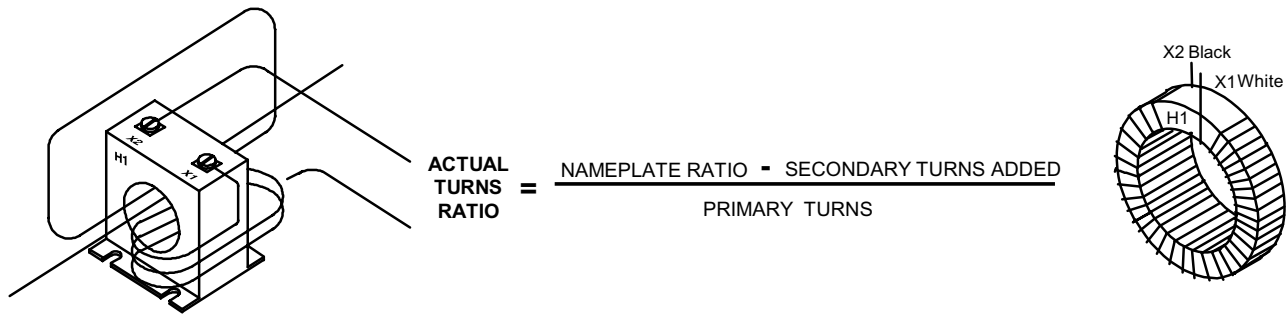 X2
H1
X1
ACTUAL
TURNS
RATIO
=
NAMEPLATE RATIO - SECONDARY TURNS ADDED
PRIMARY TURNS
X2 Black
X1 White
H1